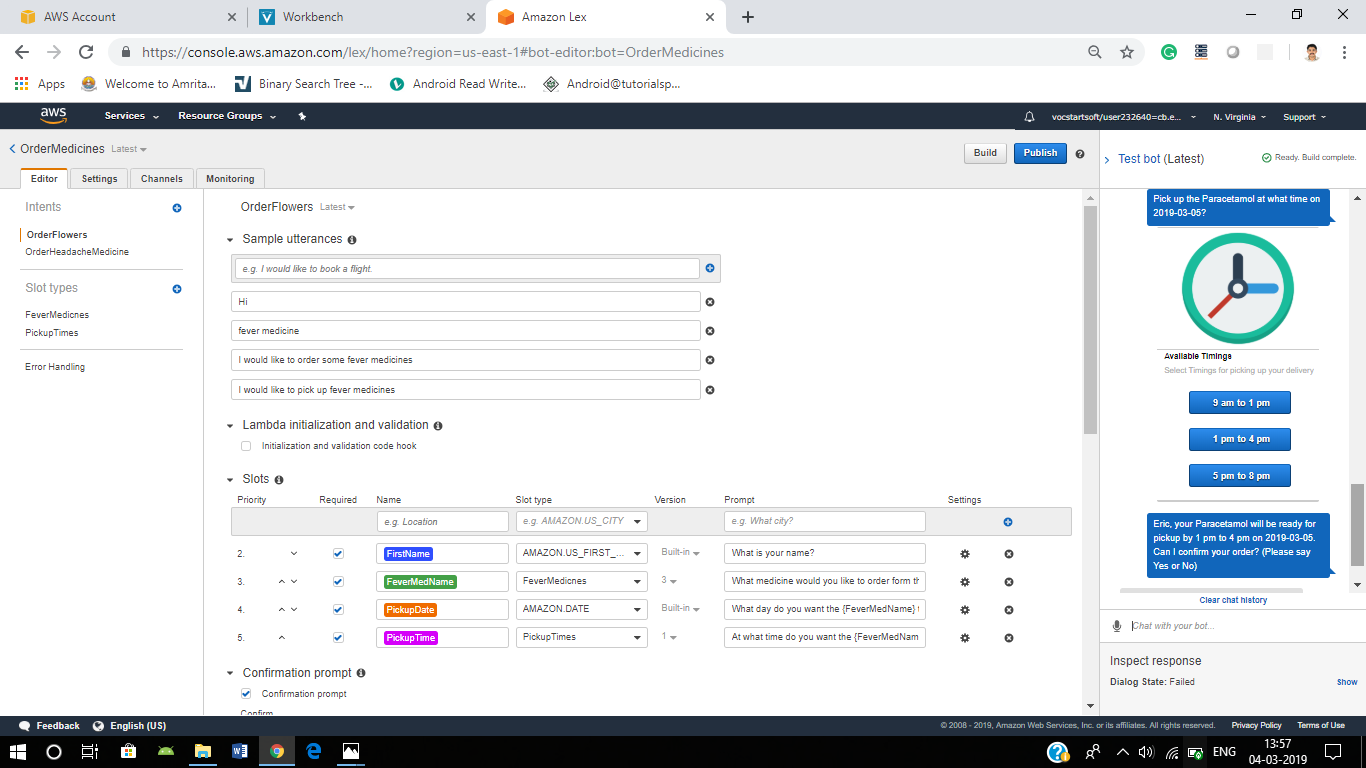 AWS Account
Workbench
Amazon Lex
https://console.aws.amazon.com/lex/home?region=us-east-1#bot-editor:bot=OrderMedicines
Apps
Welcome to Amrita...
Binary Search Tree -...
Android Read Write...
Android@tutorialsp...
aws
Services
Resource Groups
vocstartsoft/user232640=cb.e...
N. Virginia
Support
OrderMedicines Latest
Build
Publish
Test bot (Latest)
Ready. Build complete.
Editor
Settings
Channels
Monitoring
Intents
OrderFlowers
OrderHeadacheMedicine
Slot types
FeverMedicnes
PickupTimes
Error Handling
OrderFlowers Latest
Sample utterances
e.g. I would like to book a flight.
Hi
fever medicine
I would like to order some fever medicines
I would like to pick up fever medicines
Lambda initialization and validation
Initialization and validation code hook
Slots
Priority Required Name Slot type Version Prompt Settings
e.g. Location e.g. AMAZON.US_CITY e.g. What city?
2. FirstName AMAZON.US_FIRST_... Built-in What is your name?
3. FeverMedName FeverMedicnes 3 What medicine would you like to order form th
4. PickupDate AMAZON.DATE Built-in What day do you want the {FeverMedName} t
5. PickupTime PickupTimes 1 At what time do you want the {FeverMedNam
Confirmation prompt
Confirmation prompt
Confirm
Pick up the Paracetamol at what time on
2019-03-05?
Available Timings
Select Timings for picking up your delivery
9 am to 1 pm
1 pm to 4 pm
5 pm to 8 pm
Eric, your Paracetamol will be ready for
pickup by 1 pm to 4 pm on 2019-03-05.
Can I confirm your order? (Please say
Yes or No)
Clear chat history
Chat with your bot...
Inspect response
Dialog State: Failed
Show
Feedback
English (US)
© 2008 - 2019, Amazon Web Services, Inc. or its affiliates. All rights reserved.
Privacy Policy
Terms of Use
ENG
13:57
04-03-2019